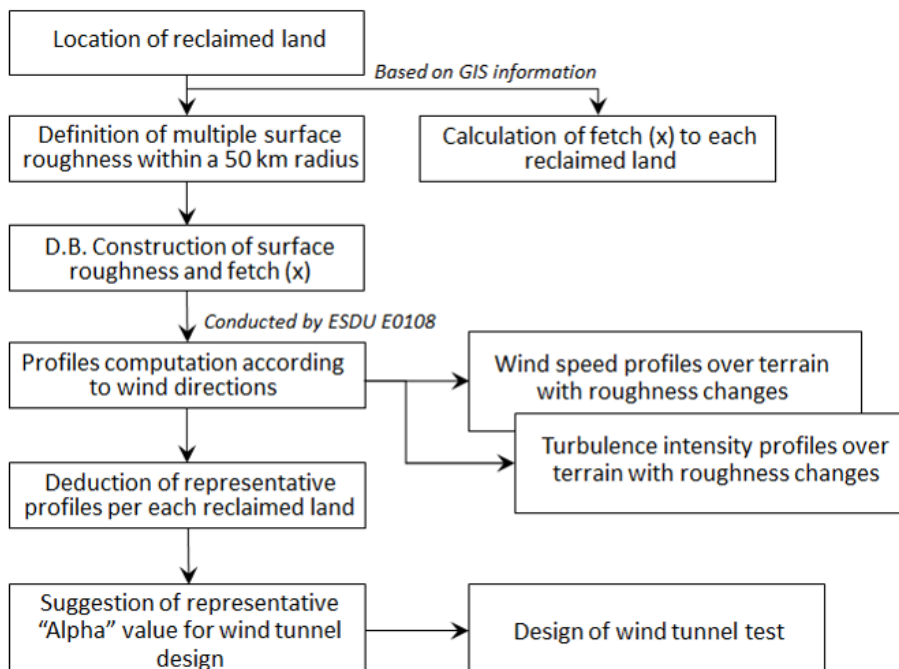 Location of reclaimed land
Based on GIS information
Definition of multiple surface
roughness within a 50 km radius
Calculation of fetch (x) to each
reclaimed land
D.B. Construction of surface
roughness and fetch (x)
Conducted by ESDU E0108
Profiles computation according
to wind directions
Wind speed profiles over terrain
with roughness changes
Turbulence intensity profiles over
terrain with roughness changes
Deduction of representative
profiles per each reclaimed land
Suggestion of representative
“Alpha” value for wind tunnel
design
Design of wind tunnel test